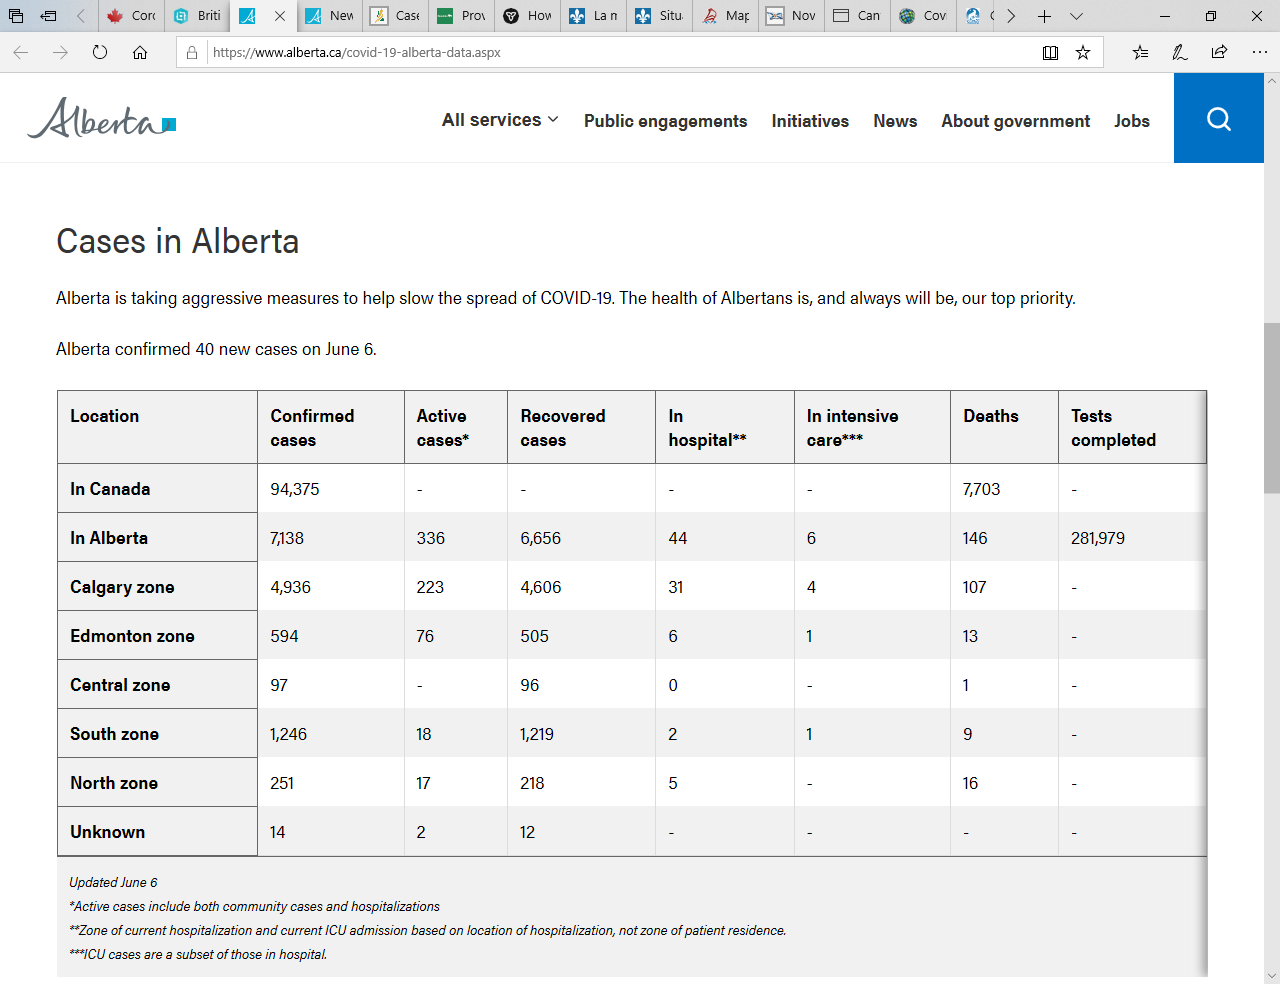 Corc
Briti
New
Case
Prov
How
La n
Situ
Map
Nov
Can
Cov
https://www.alberta.ca/covid-19-alberta-data.aspx
Alberta
All services Public engagements Initiatives News About government Jobs
Cases in Alberta
Alberta is taking aggressive measures to help slow the spread of COVID-19. The health of Albertans is, and always will be, our top priority.
Alberta confirmed 40 new cases on June 6.
Location Confirmed cases Active cases* Recovered cases In hospital** In intensive care*** Deaths Tests completed
In Canada 94,375 - - - - 7,703 -
In Alberta 7,138 336 6,656 44 6 146 281,979
Calgary zone 4,936 223 4,606 31 4 107 -
Edmonton zone 594 76 505 6 1 13 -
Central zone 97 - 96 0 - 1 -
South zone 1,246 18 1,219 2 1 9 -
North zone 251 17 218 5 - 16 -
Unknown 14 2 12 - - - -
Updated June 6
*Active cases include both community cases and hospitalizations
**Zone of current hospitalization and current ICU admission based on location of hospitalization, not zone of patient residence.
***ICU cases are a subset of those in hospital.